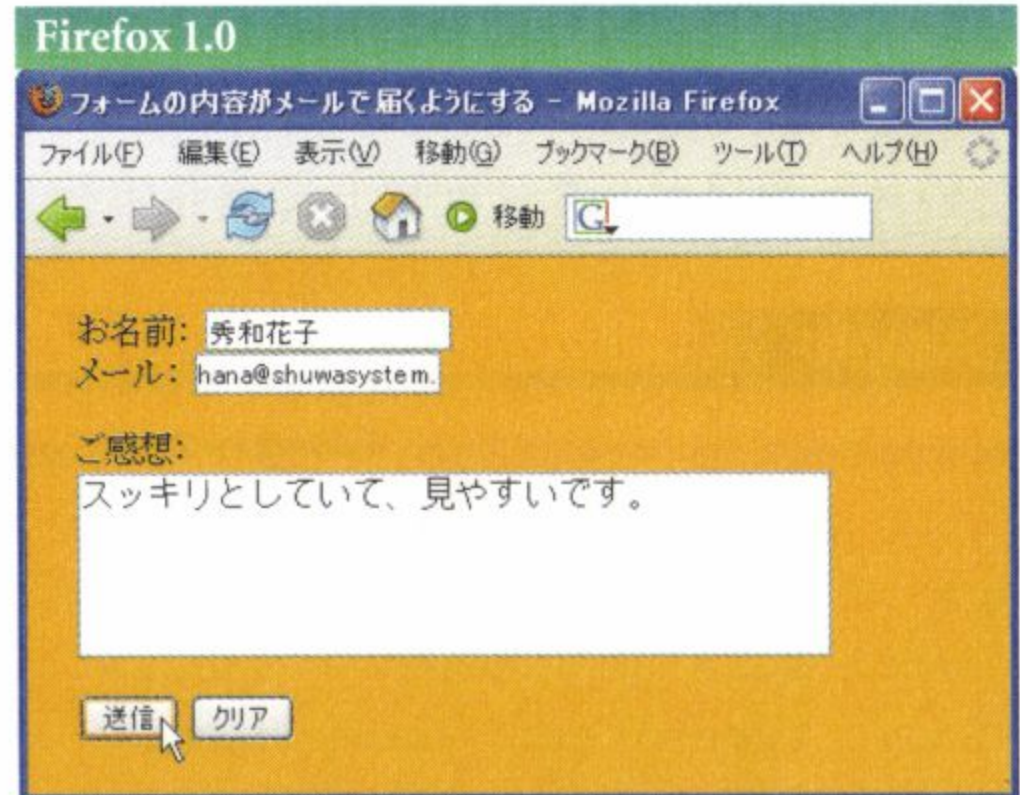 Firefox 1.0
フォームの内容がメールで届くようにする - Mozilla Firefox
ファイル(F) 編集(E) 表示(V) 移動(G) ブックマーク(B) ツール(T) ヘルプ(H)
移動 G
お名前: 秀和花子
メール: hana@shuwasystem.
ご感想:
スッキリとしていて、見やすいです。
送信 クリア